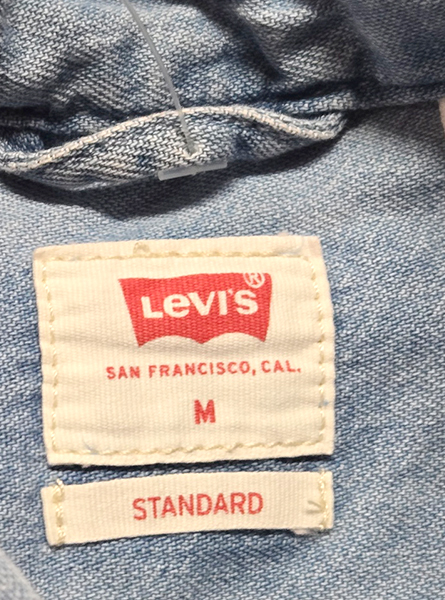 LEVI'S®
SAN FRANCISCO, CAL.
M
STANDARD